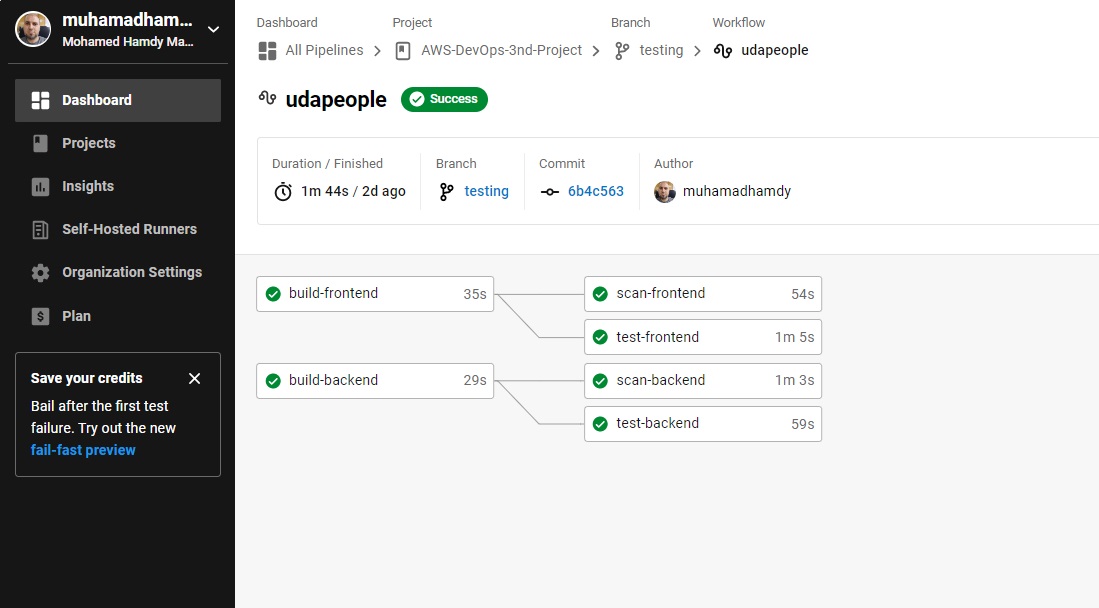 muhamadham...
Mohamed Hamdy Ma...
Dashboard
Projects
Insights
Self-Hosted Runners
Organization Settings
Plan
Save your credits
Bail after the first test
failure. Try out the new
fail-fast preview
Dashboard Project Branch Workflow
All Pipelines AWS-DevOps-3nd-Project testing udapeople
udapeople Success
Duration / Finished Branch Commit Author
1m 44s / 2d ago testing 6b4c563 muhamadhamdy
build-frontend 35s scan-frontend 54s
test-frontend 1m 5s
build-backend 29s scan-backend 1m 3s
test-backend 59s